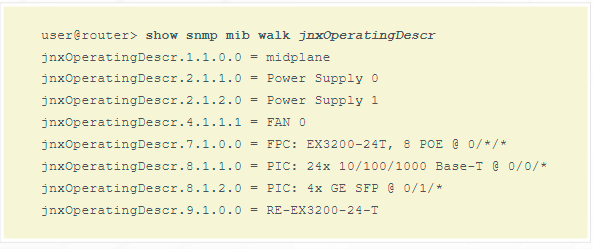 user@router> show snmp mib walk jnxOperatingDescr
jnxOperatingDescr.1.1.0.0 = midplane
jnxOperatingDescr.2.1.1.0 = Power Supply 0
jnxOperatingDescr.2.1.2.0 = Power Supply 1
jnxOperatingDescr.4.1.1.1 = FAN 0
jnxOperatingDescr.7.1.0.0 = FPC: EX3200-24T, 8 POE @ 0/*/*
jnxOperatingDescr.8.1.1.0 = PIC: 24x 10/100/1000 Base-T @ 0/0/*
jnxOperatingDescr.8.1.2.0 = PIC: 4x GE SFP @ 0/1/*
jnxOperatingDescr.9.1.0.0 = RE-EX3200-24-T